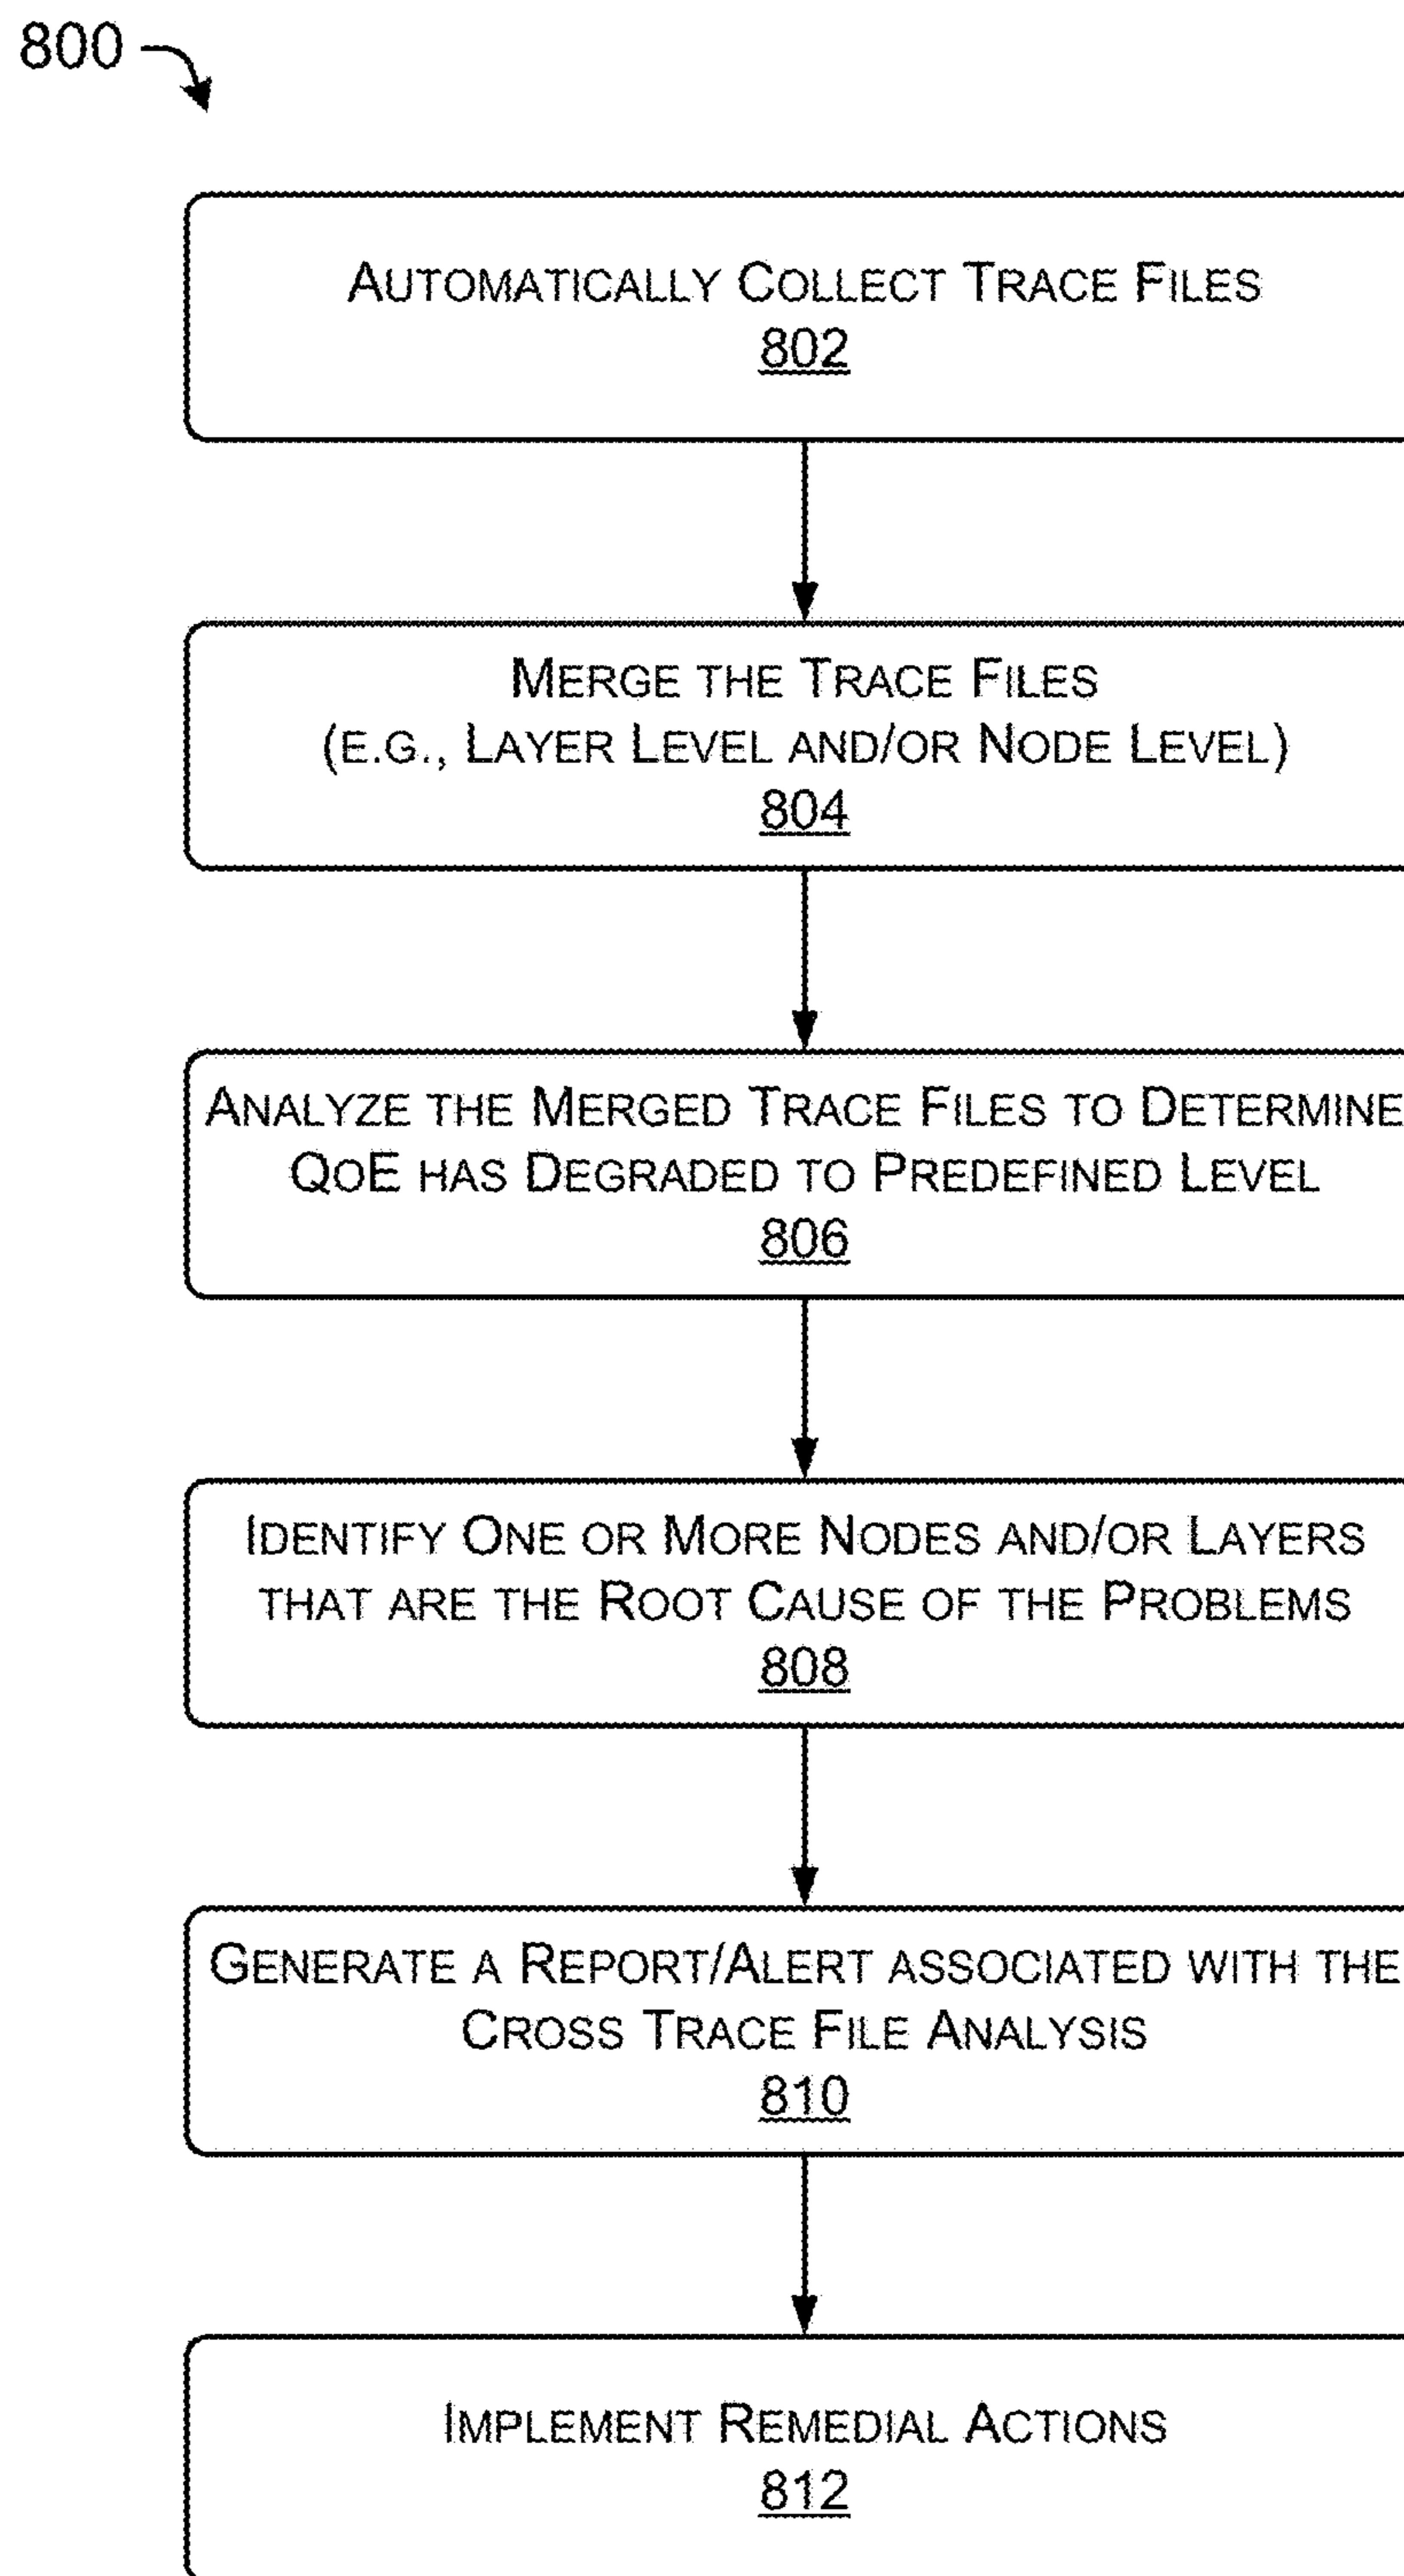 800
AUTOMATICALLY COLLECT TRACE FILES
802
MERGE THE TRACE FILES
(E.G., LAYER LEVEL AND/OR NODE LEVEL)
804
ANALYZE THE MERGED TRACE FILES TO DETERMINE
QOE HAS DEGRADED TO PREDEFINED LEVEL
806
IDENTIFY ONE OR MORE NODES AND/OR LAYERS
THAT ARE THE ROOT CAUSE OF THE PROBLEMS
808
GENERATE A REPORT/ALERT ASSOCIATED WITH THE
CROSS TRACE FILE ANALYSIS
810
IMPLEMENT REMEDIAL ACTIONS
812